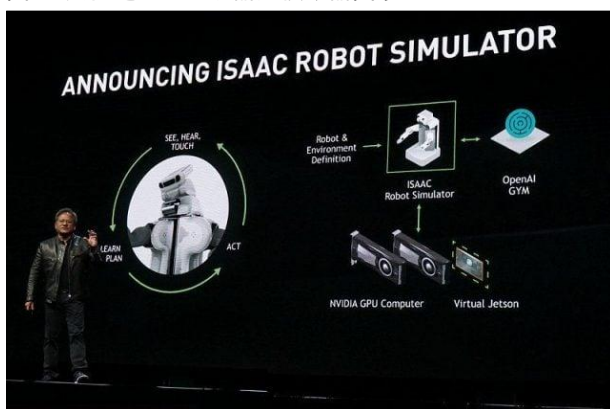 ANNOUNCING ISAAC ROBOT SIMULATOR
SEE, HEAR,
TOUCH
LEARN
PLAN
ACT
Robot &
Environment
Definition
ISAAC
Robot Simulator
OpenAI
GYM
NVIDIA GPU Computer
Virtual Jetson